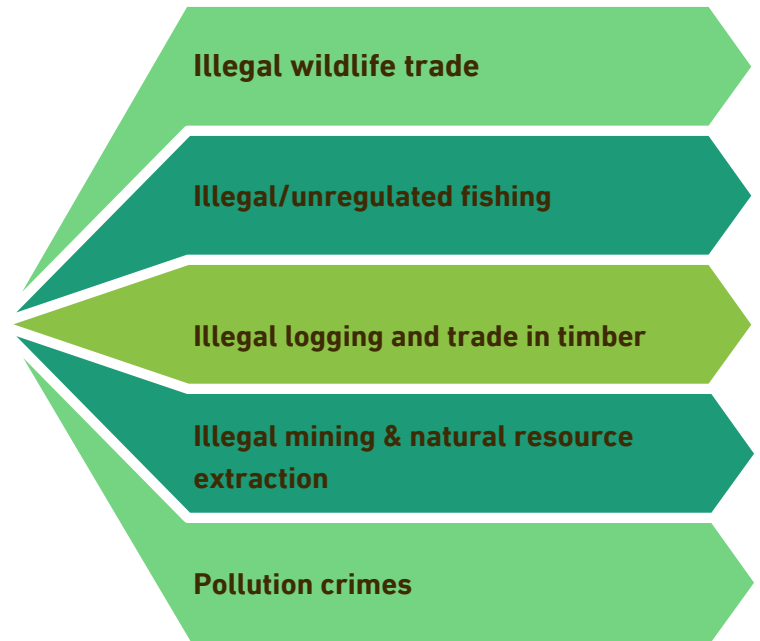 Illegal wildlife trade
Illegal/unregulated fishing
Illegal logging and trade in timber
Illegal mining & natural resource
extraction
Pollution crimes